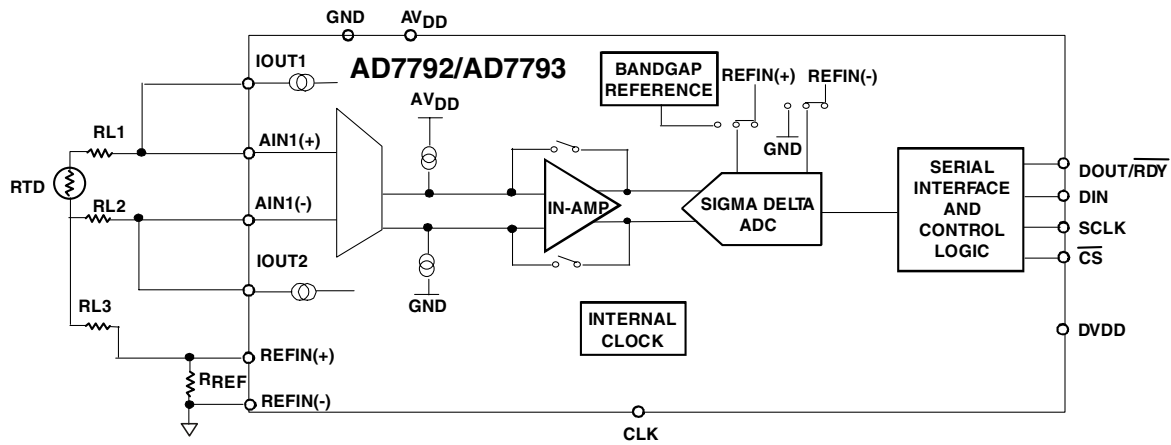 GND
AVDD
IOUT1
AD7792/AD7793
BANDGAP
REFERENCE
REFIN(+)
REFIN(-)
AVDD
RL1
AIN1(+)
GND
RTD
RL2
AIN1(-)
IN-AMP
SIGMA DELTA
ADC
SERIAL
INTERFACE
AND
CONTROL
LOGIC
DOUT/RDY
DIN
SCLK
CS
IOUT2
GND
RL3
INTERNAL
CLOCK
DVDD
REFIN(+)
RREF
REFIN(-)
CLK